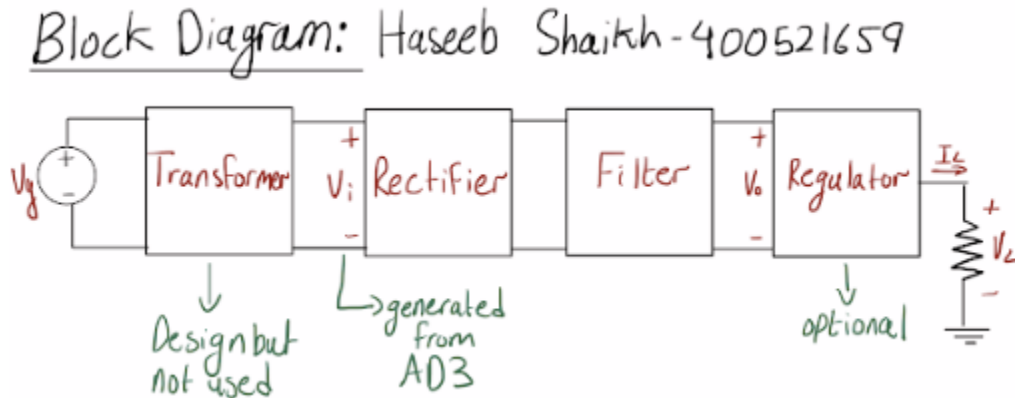 Block Diagram: Haseeb Shaikh-400521659
Vg
+
-
Transformer
+
Vi
-
Rectifier
Filter
+
Vo
-
Regulator
IL
+
VL
-
Design but
not used
generated
from
AD3
optional